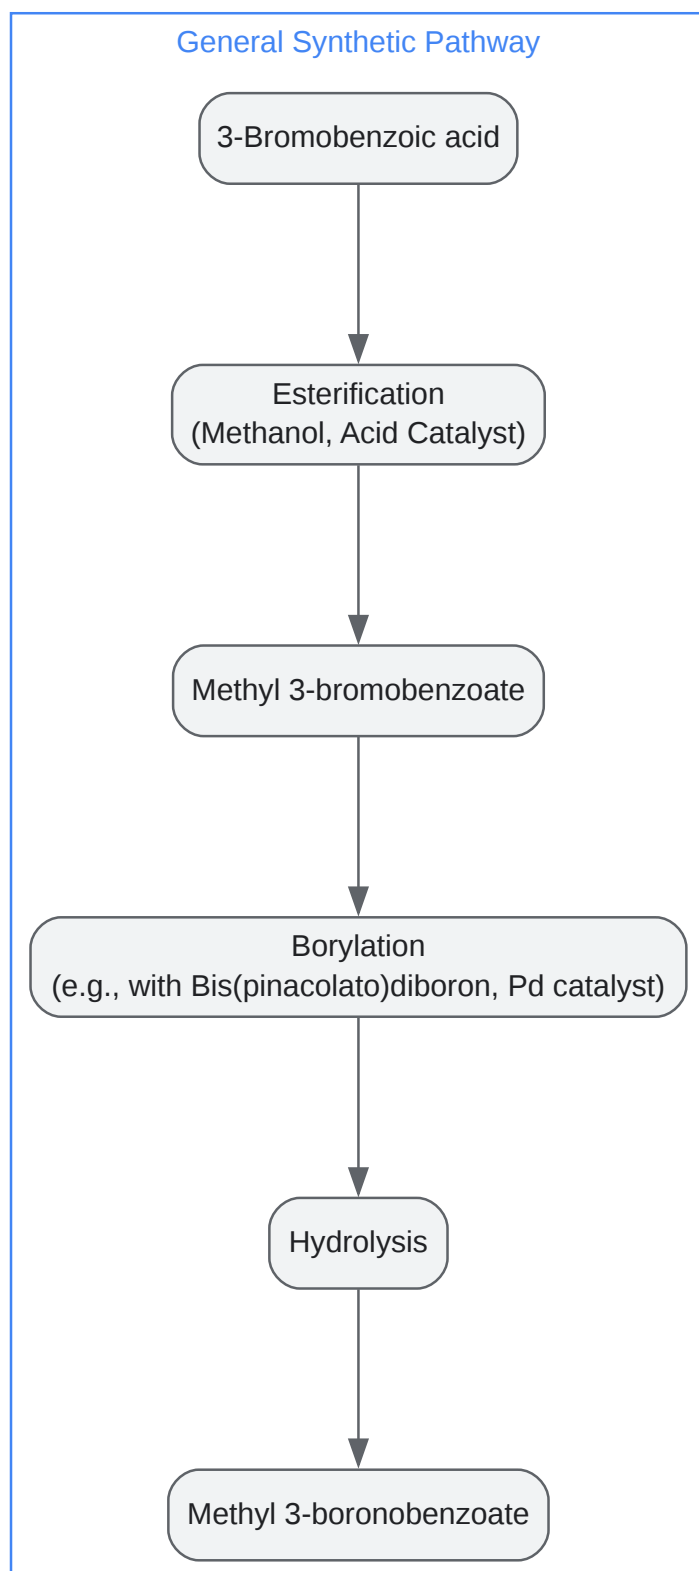 General Synthetic Pathway
3-Bromobenzoic acid
Esterification
(Methanol, Acid Catalyst)
Methyl 3-bromobenzoate
Borylation
(e.g., with Bis(pinacolato)diboron, Pd catalyst)
Hydrolysis
Methyl 3-boronobenzoate